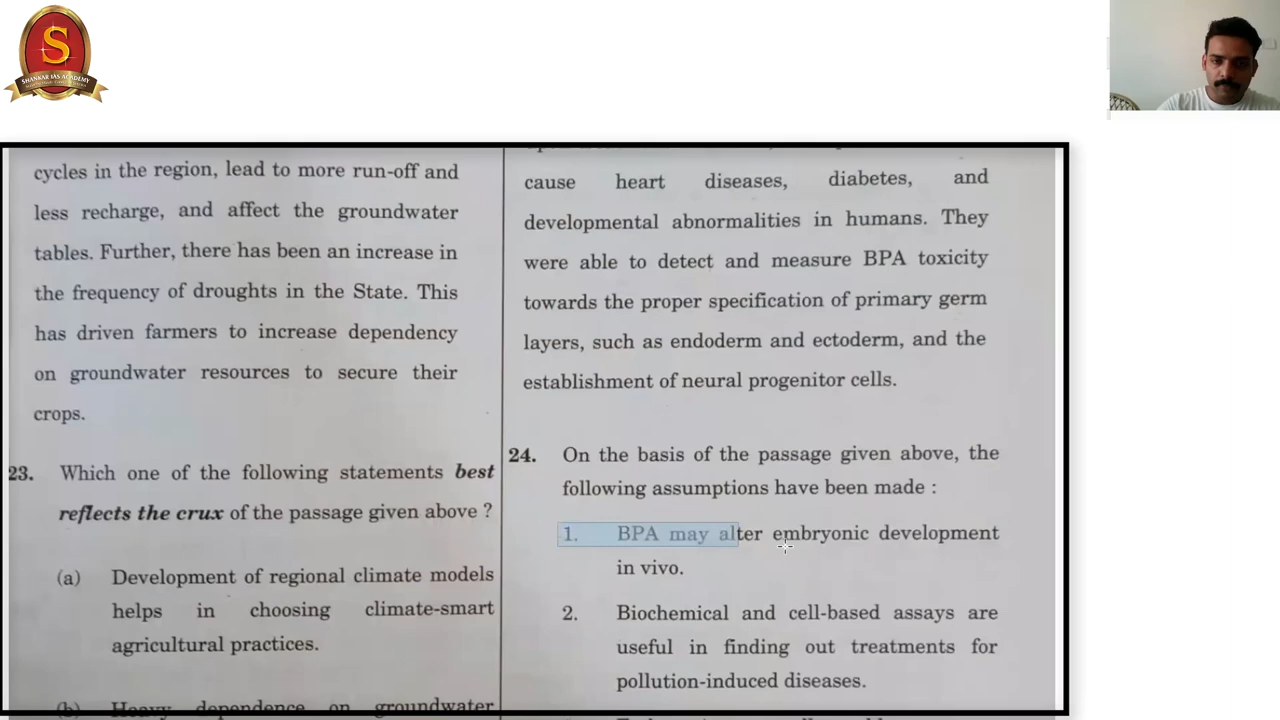 S
SHANKAR IAS ACADEMY
cycles in the region, lead to more run-off and
less recharge, and affect the groundwater
tables. Further, there has been an increase in
the frequency of droughts in the State. This
has driven farmers to increase dependency
on groundwater resources to secure their
crops.
23. Which one of the following statements best
reflects the crux of the passage given above ?
(a) Development of regional climate models
helps in choosing climate-smart
agricultural practices.
(b) Heavy dependence on groundwater
cause heart diseases, diabetes, and
developmental abnormalities in humans. They
were able to detect and measure BPA toxicity
towards the proper specification of primary germ
layers, such as endoderm and ectoderm, and the
establishment of neural progenitor cells.
24. On the basis of the passage given above, the
following assumptions have been made :
1. BPA may alter embryonic development
in vivo.
2. Biochemical and cell-based assays are
useful in finding out treatments for
pollution-induced diseases.